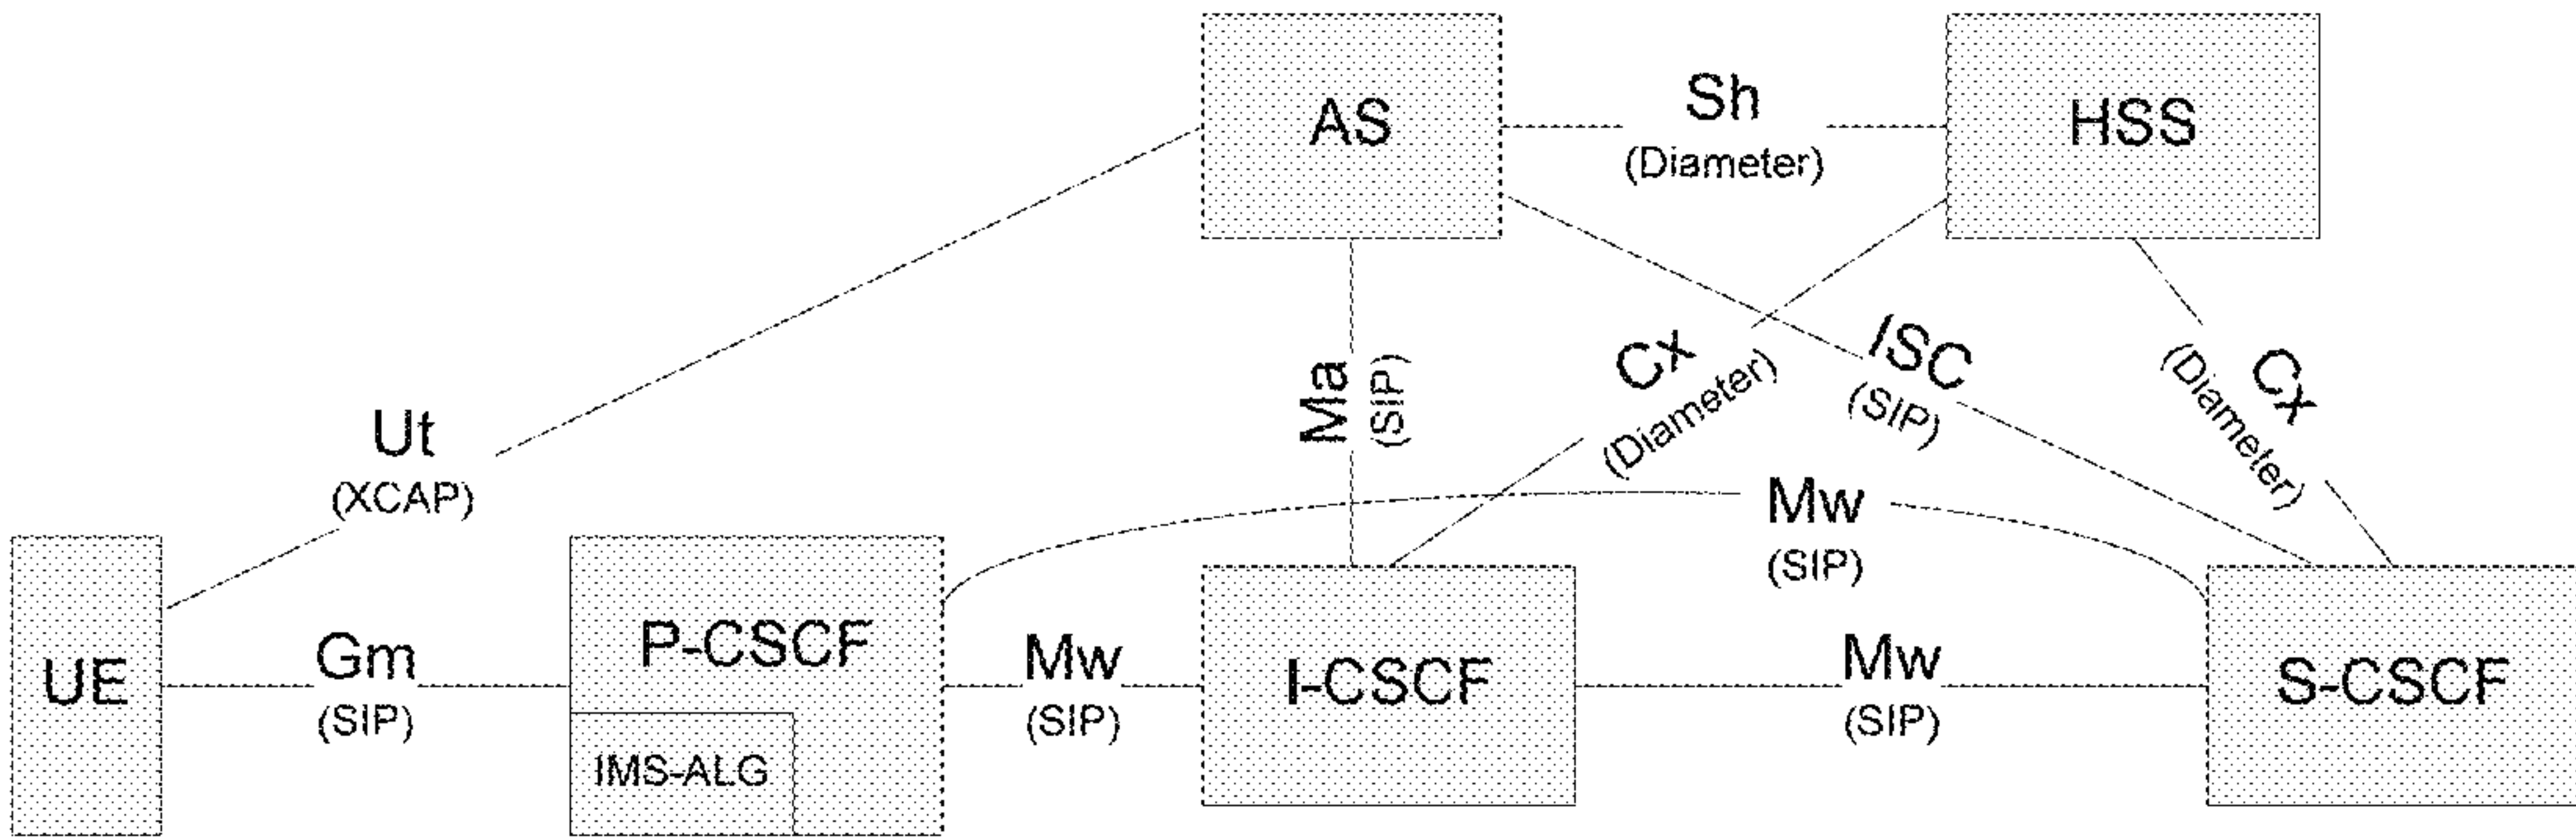 AS
Sh
(Diameter)
HSS
Ut
(XCAP)
Ma
(SIP)
Cx
(Diameter)
ISC
(SIP)
Cx
(Diameter)
Mw
(SIP)
UE
Gm
(SIP)
P-CSCF
IMS-ALG
Mw
(SIP)
I-CSCF
Mw
(SIP)
S-CSCF